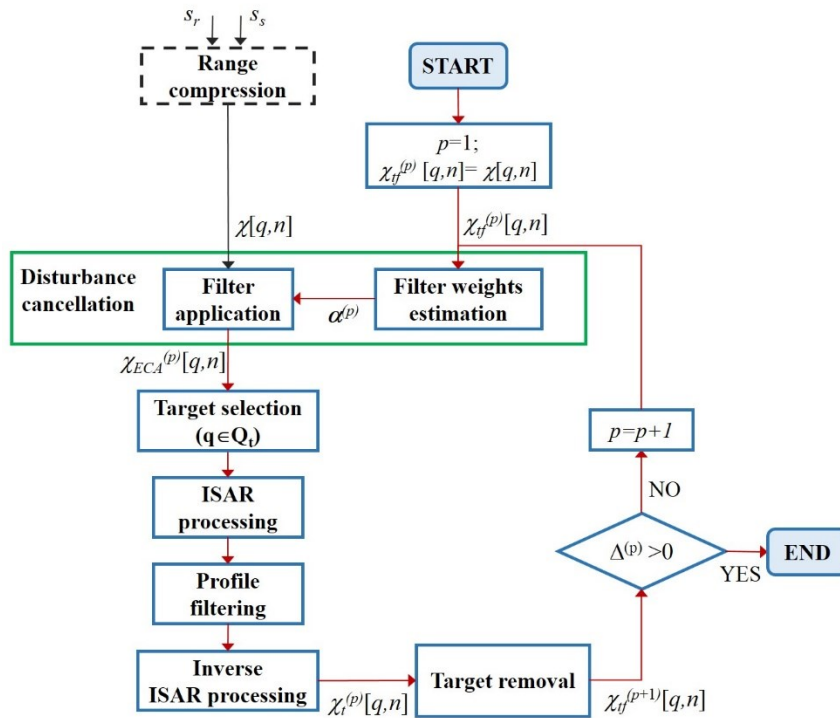 s_r s_s
Range
compression
START
p=1;
χ_tf^(p) [q,n]= χ[q,n]
χ[q,n]
χ_tf^(p)[q,n]
Disturbance
cancellation
Filter
application
α^(p)
Filter weights
estimation
χ_ECA^(p)[q,n]
Target selection
(q∈Q_t)
p=p+1
ISAR
processing
NO
Δ^(p) >0
YES
END
Profile
filtering
Inverse
ISAR processing
χ_t^(p)[q,n]
Target removal
χ_tf^(p+1)[q,n]